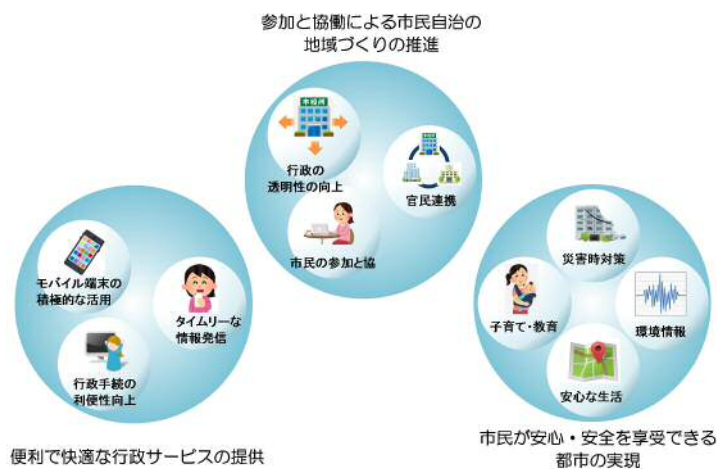 参加と協働による市民自治の
地域づくりの推進
市役所
行政の
透明性の向上
官民連携
市民の参加と協
モバイル端末の
積極的な活用
タイムリーな
情報発信
行政手続の
利便性向上
便利で快適な行政サービスの提供
災害時対策
子育て・教育
環境情報
安心な生活
市民が安心・安全を享受できる
都市の実現